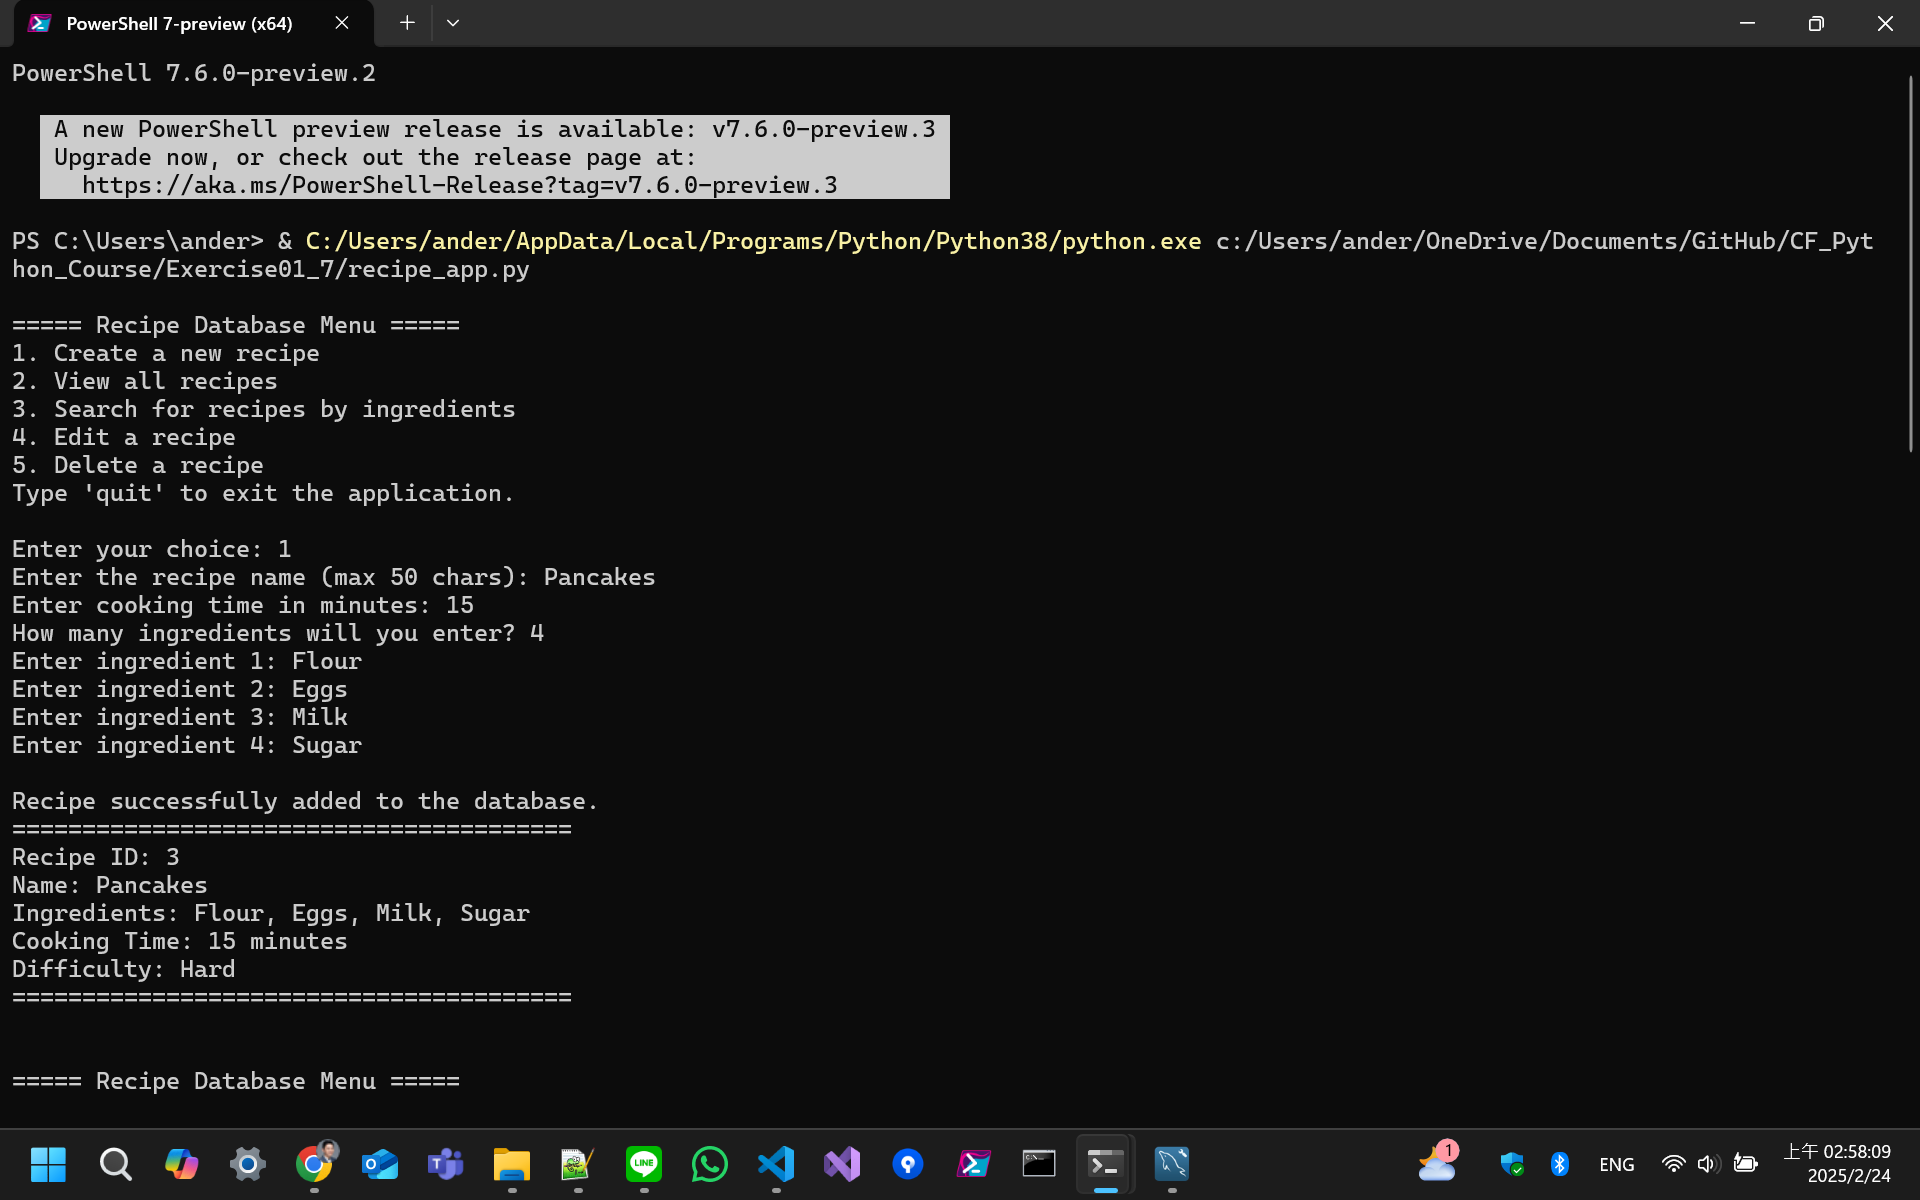 PowerShell 7-preview (x64)
PowerShell 7.6.0-preview.2
A new PowerShell preview release is available: v7.6.0-preview.3
Upgrade now, or check out the release page at:
https://aka.ms/PowerShell-Release?tag=v7.6.0-preview.3
PS C:\Users\ander> & C:/Users/ander/AppData/Local/Programs/Python/Python38/python.exe c:/Users/ander/OneDrive/Documents/GitHub/CF_Pyt
hon_Course/Exercise01_7/recipe_app.py
===== Recipe Database Menu =====
1. Create a new recipe
2. View all recipes
3. Search for recipes by ingredients
4. Edit a recipe
5. Delete a recipe
Type 'quit' to exit the application.
Enter your choice: 1
Enter the recipe name (max 50 chars): Pancakes
Enter cooking time in minutes: 15
How many ingredients will you enter? 4
Enter ingredient 1: Flour
Enter ingredient 2: Eggs
Enter ingredient 3: Milk
Enter ingredient 4: Sugar
Recipe successfully added to the database.
========================================
Recipe ID: 3
Name: Pancakes
Ingredients: Flour, Eggs, Milk, Sugar
Cooking Time: 15 minutes
Difficulty: Hard
========================================
===== Recipe Database Menu =====
LINE
1
ENG
上午 02:58:09
2025/2/24